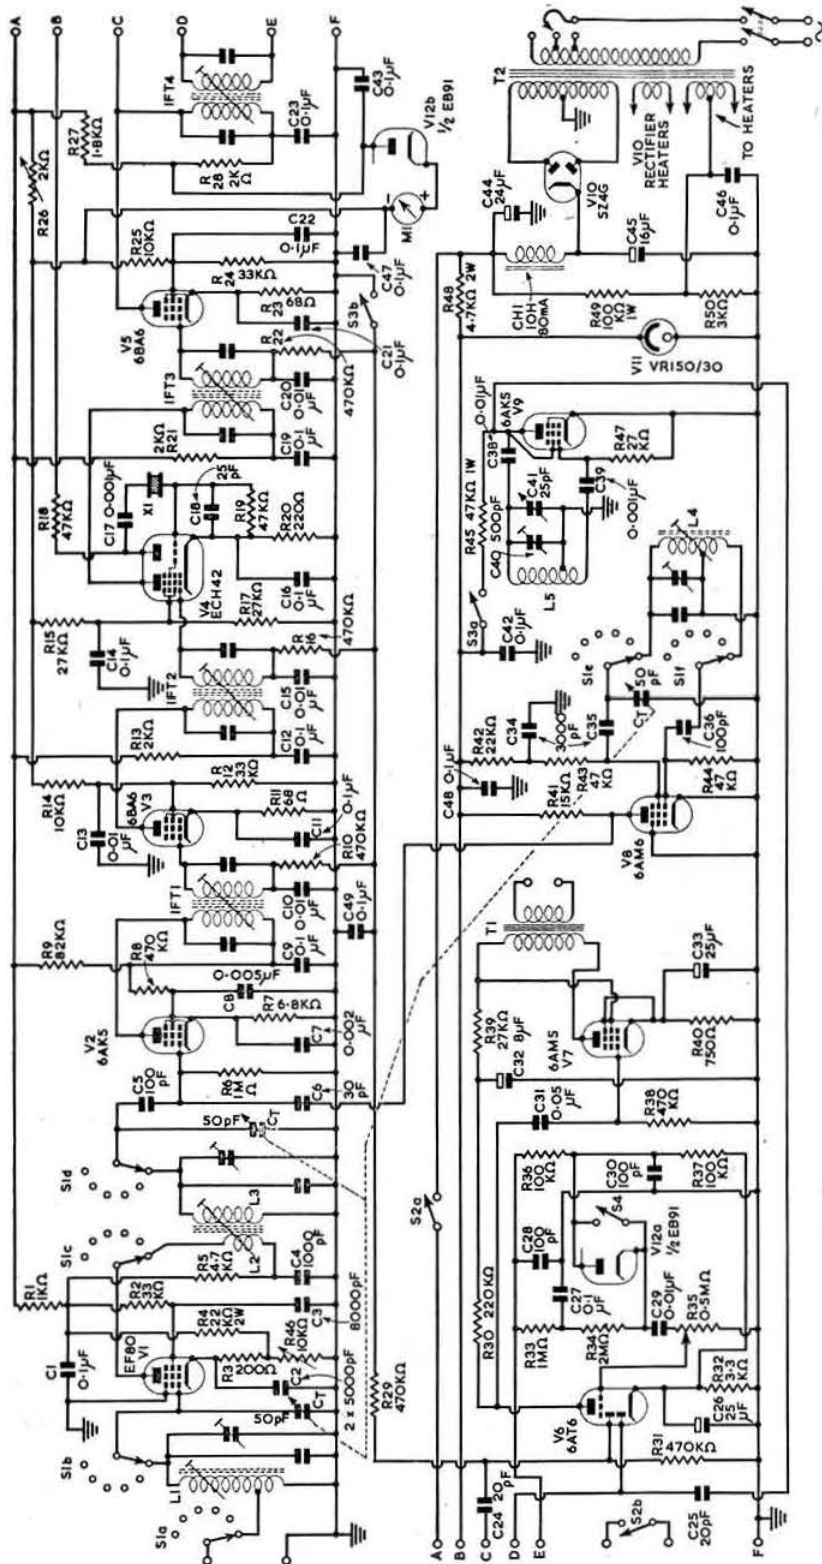 A
B
C
D
E
F
S1a
S1b
L1
C1
0·1µF
EF80
V1
R1
1KΩ
R2
33
KΩ
R3
200Ω
R4
22
KΩ
2W
R46
10KΩ
C2
CT
50pF
2 x 5000pF
C3
8000pF
R5
4·7
KΩ
C4
1000
pF
S1c
L2
L3
S1d
50pF
CT
C5
100
pF
R6
1M
Ω
C6
30
pF
V2
6AK5
R7
6·8KΩ
C7
0·002
µF
C8
0·005µF
R8
470
KΩ
R9
82KΩ
IFT1
C9
0·1
µF
C10
0·01
µF
C49
0·1µF
R10
470KΩ
R11
68
Ω
C11
0·1µF
R
12
33
KΩ
V3
6BA6
C13
0·01
µF
R14
10KΩ
R13
2KΩ
C12
0·1
µF
IFT2
C15
0·01
µF
R
16
470KΩ
C14
0·1µF
R15
27KΩ
R17
27KΩ
C16
0·1
µF
V4
ECH42
R18
47KΩ
C17
0·001µF
X1
C18
25
pF
R19
47KΩ
R20
220Ω
R21
2KΩ
C19
0·1
µF
IFT3
C20
0·01
µF
R
22
470KΩ
C21
0·1µF
R
23
68Ω
R
24
33KΩ
V5
6BA6
R25
10KΩ
C22
0·1µF
R26
2KΩ
R27
1·8KΩ
R
28
2K
Ω
C23
0·1µF
IFT4
S3b
C47
0·1µF
M1
-
+
V12b
½ EB91
C43
0·1µF
A
B
C
D
E
F
R29
470KΩ
A
B
C
D
E
F
C24
20
pF
C25
20pF
S2b
R31
470KΩ
V6
6AT6
C26
25
µF
R32
3·3
KΩ
R30
220KΩ
S2a
R33
1MΩ
R34
2MΩ
R35
0·5MΩ
C27
0·1
µF
C28
100
pF
C29
0·01µF
V12a
½ EB91
S4
C30
100
pF
R36
100
KΩ
R37
100
KΩ
C31
0·05
µF
R38
470
KΩ
C32
8µF
R39
27KΩ
6AM5
V7
R40
750Ω
C33
25µF
T1
V8
6AM6
R41
15KΩ
C48
0·1µF
R42
22KΩ
C34
3000
pF
C35
R43
47
KΩ
R44
47
KΩ
C36
100pF
CT
50
pF
S1e
S1f
L4
S3a
C42
0·1µF
R45
47KΩ 1W
L5
C40
500pF
C41
25pF
C38
0·01µF
C39
0·001µF
6AK5
V9
R47
27
KΩ
V11
VR150/30
R48
4·7KΩ 2W
R49
100
KΩ
1W
R50
3KΩ
CH1
10H
80mA
C44
24µF
C45
16µF
C46
0·1µF
V10
5Z4G
V10
RECTIFIER
HEATERS
TO HEATERS
T2